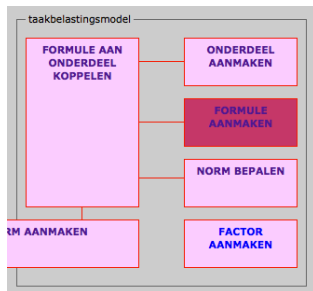 taakbelastingsmodel
FORMULE AAN
ONDERDEEL
KOPPELEN
ONDERDEEL
AANMAKEN
FORMULE
AANMAKEN
NORM BEPALEN
RM AANMAKEN
FACTOR
AANMAKEN